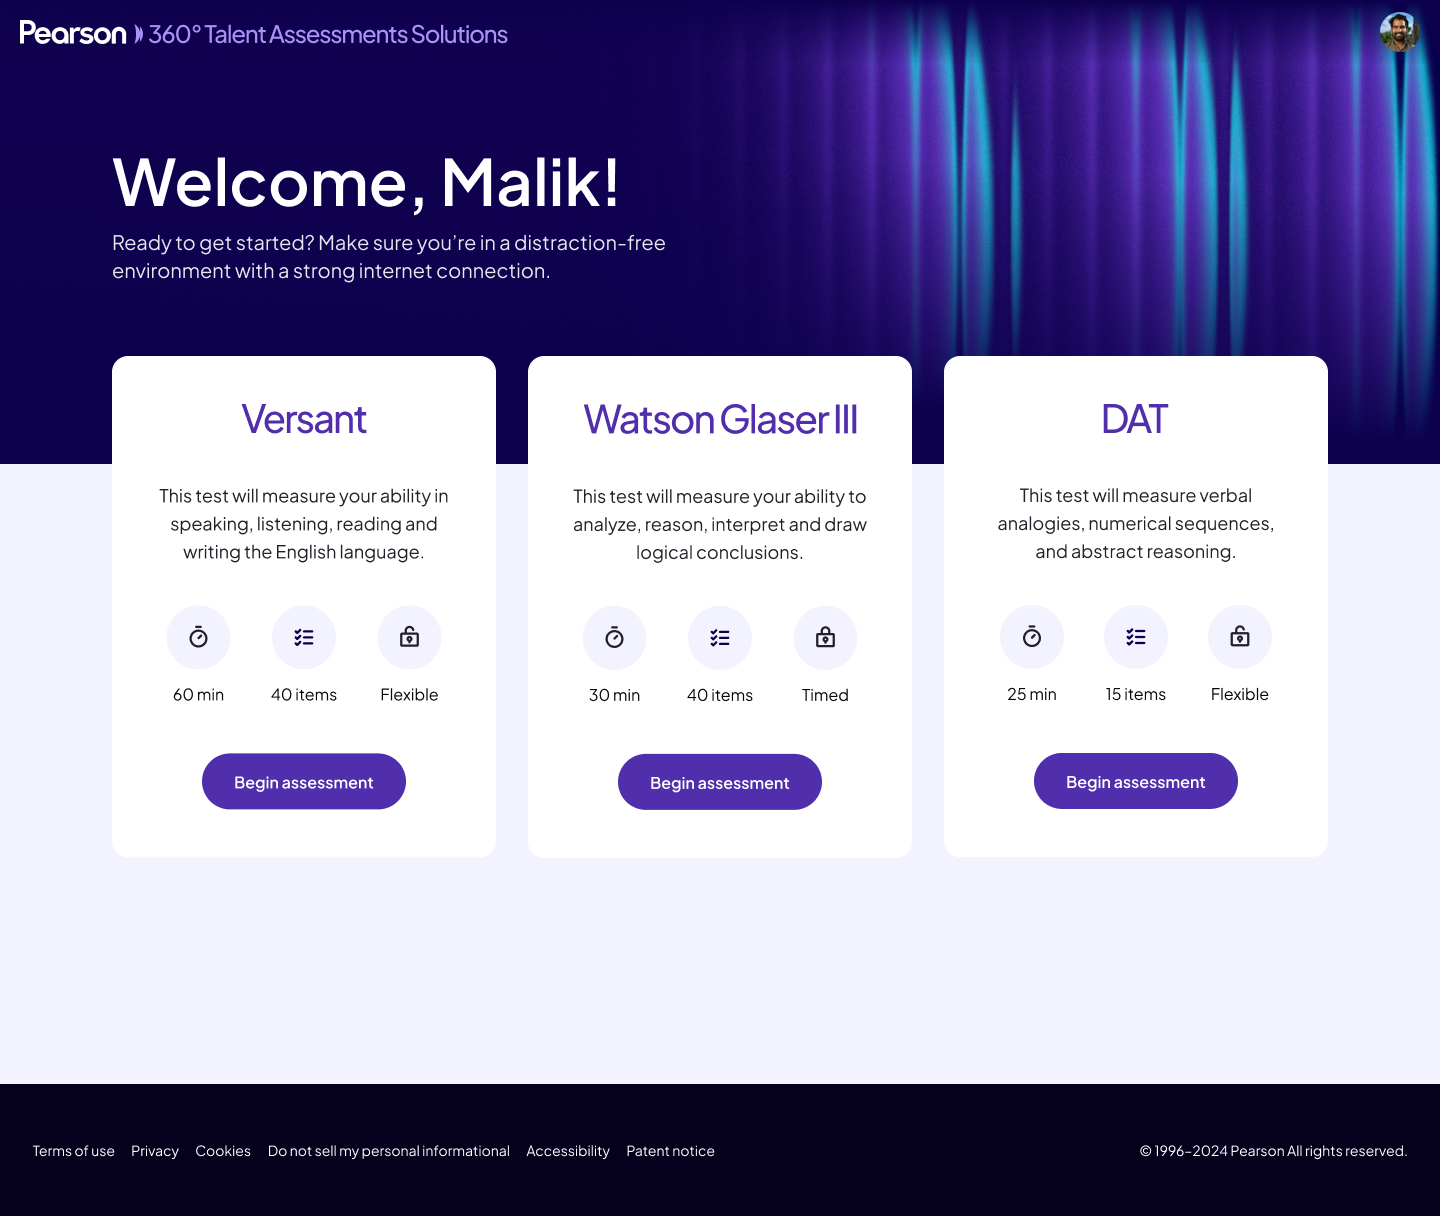 Pearson 360° Talent Assessments Solutions
Welcome, Malik!
Ready to get started? Make sure you’re in a distraction-free
environment with a strong internet connection.
Versant
This test will measure your ability in
speaking, listening, reading and
writing the English language.
60 min
40 items
Flexible
Begin assessment
Watson Glaser III
This test will measure your ability to
analyze, reason, interpret and draw
logical conclusions.
30 min
40 items
Timed
Begin assessment
DAT
This test will measure verbal
analogies, numerical sequences,
and abstract reasoning.
25 min
15 items
Flexible
Begin assessment
Terms of use Privacy Cookies Do not sell my personal informational Accessibility Patent notice
© 1996–2024 Pearson All rights reserved.